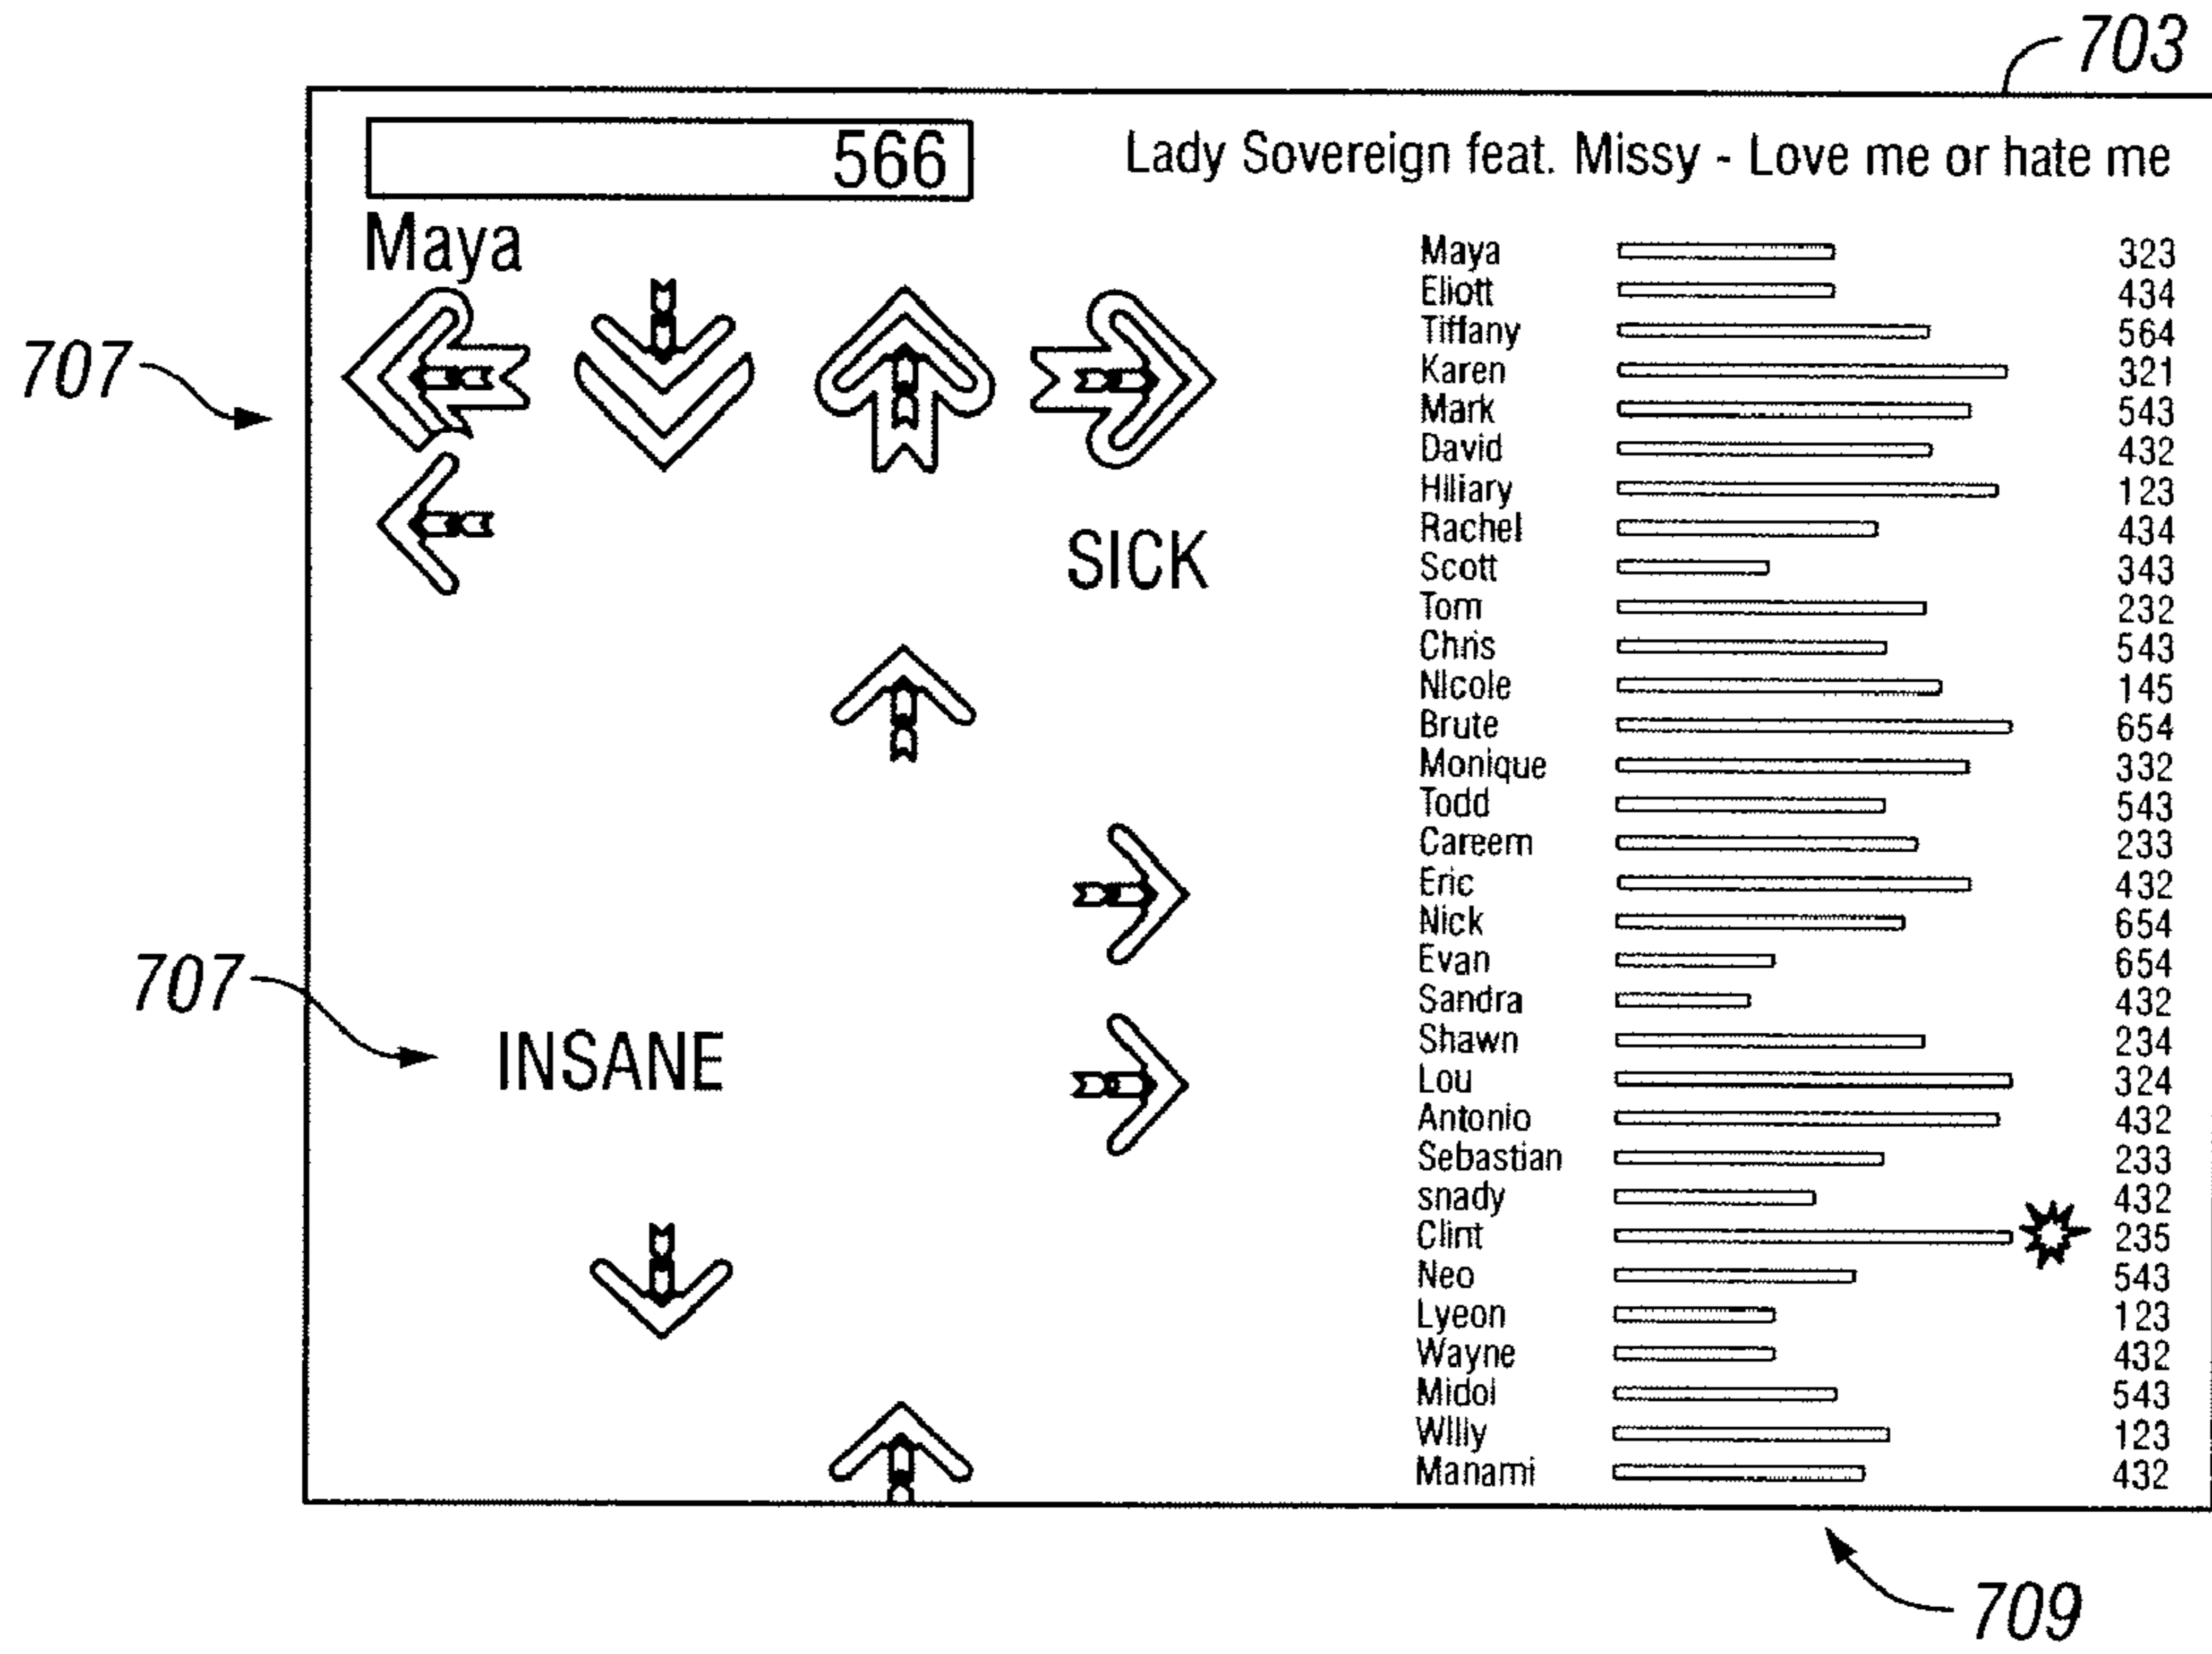 703
566
Lady Sovereign feat. Missy - Love me or hate me
Maya
707
SICK
707
INSANE
Maya 323
Eliott 434
Tiffany 564
Karen 321
Mark 543
David 432
Hiliary 123
Rachel 434
Scott 343
Tom 232
Chris 543
Nicole 145
Brute 654
Monique 332
Todd 543
Careem 233
Eric 432
Nick 654
Evan 654
Sandra 432
Shawn 234
Lou 324
Antonio 432
Sebastian 233
snady 432
Clint 235
Neo 543
Lyeon 123
Wayne 432
Midol 543
Willy 123
Manami 432
709